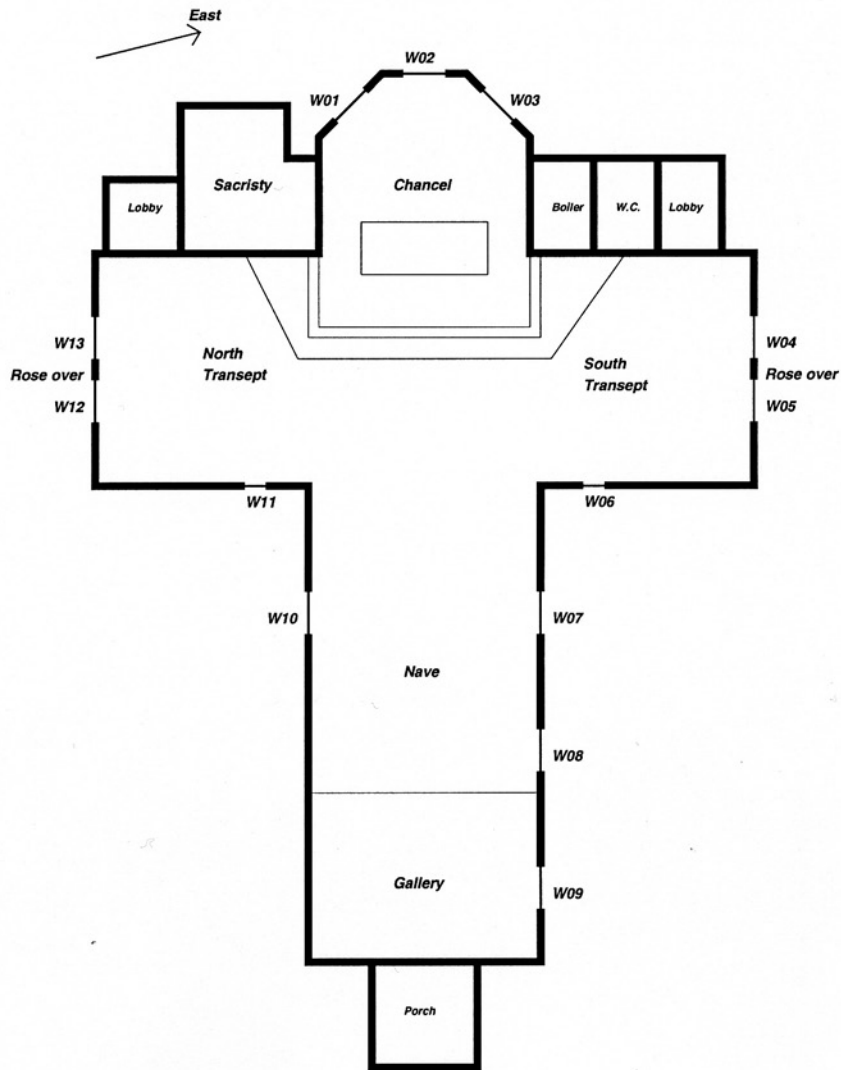 East
W02
W01
W03
Sacristy
Chancel
Lobby
Boiler
W.C.
Lobby
W13
North
Transept
South
Transept
W04
Rose over
Rose over
W12
W05
W11
W06
W10
W07
Nave
W08
Gallery
W09
Porch